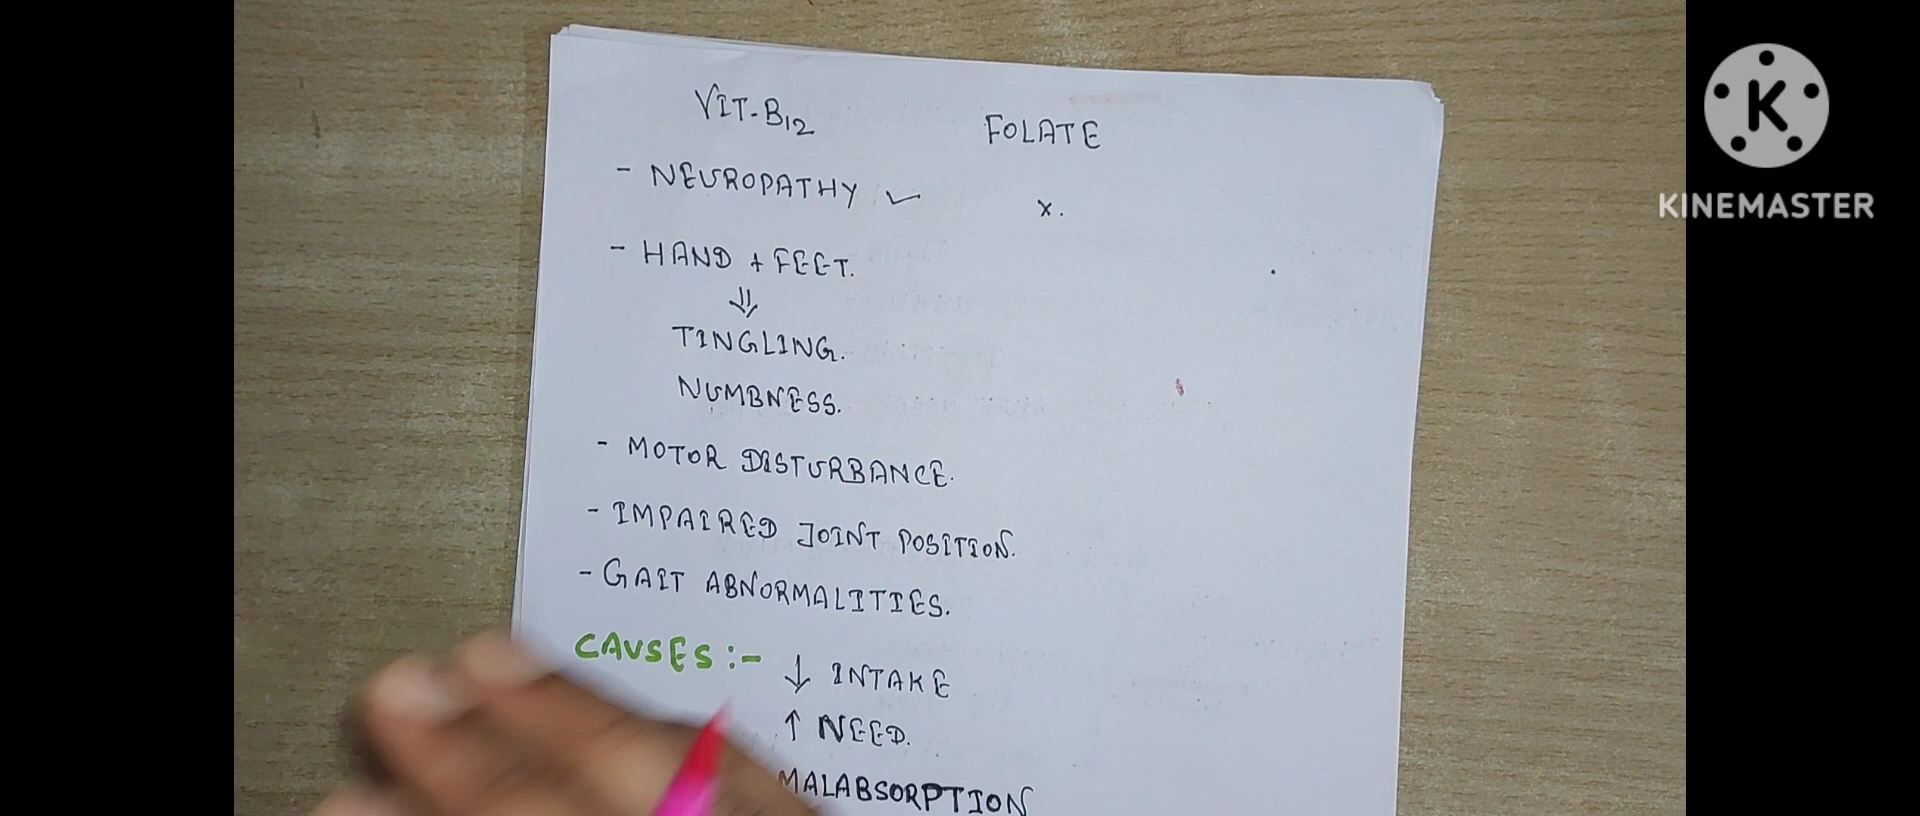 VIT-B12 FOLATE
- NEUROPATHY ✓ x.
- HAND + FEET.
⇓
TINGLING.
NUMBNESS.
- MOTOR DISTURBANCE.
- IMPAIRED JOINT POSITION.
- GAIT ABNORMALITIES.
CAUSES :- ↓ INTAKE
↑ NEED.
MALABSORPTION
K
KINEMASTER